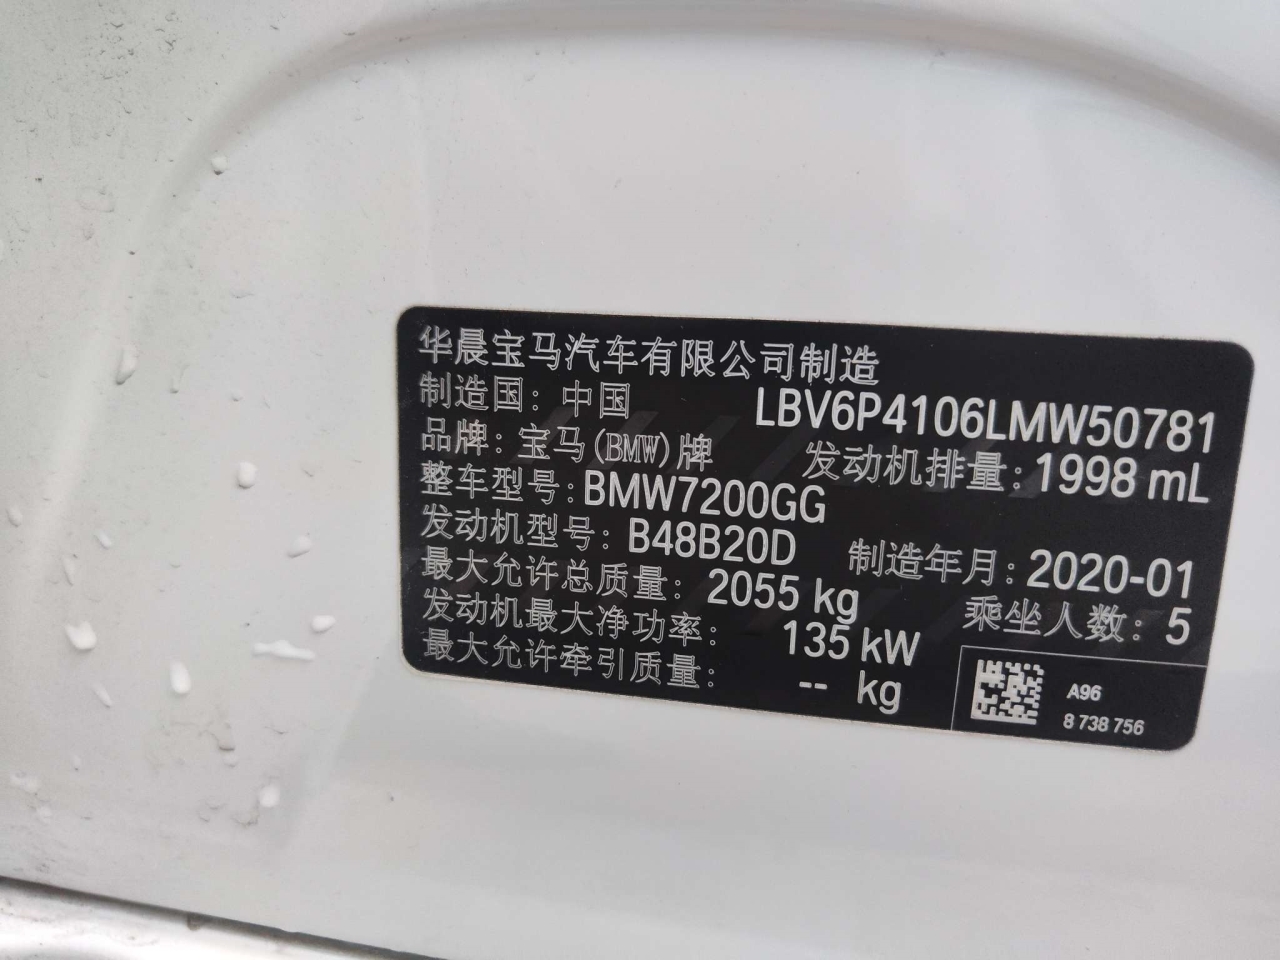 华晨宝马汽车有限公司制造
制造国：中国 LBV6P4106LMW50781
品牌：宝马(BMW)牌 发动机排量：1998 mL
整车型号：BMW7200GG
发动机型号：B48B20D 制造年月：2020-01
最大允许总质量：2055 kg 乘坐人数：5
发动机最大净功率：135 kW
最大允许牵引质量：-- kg
A96
8 738 756